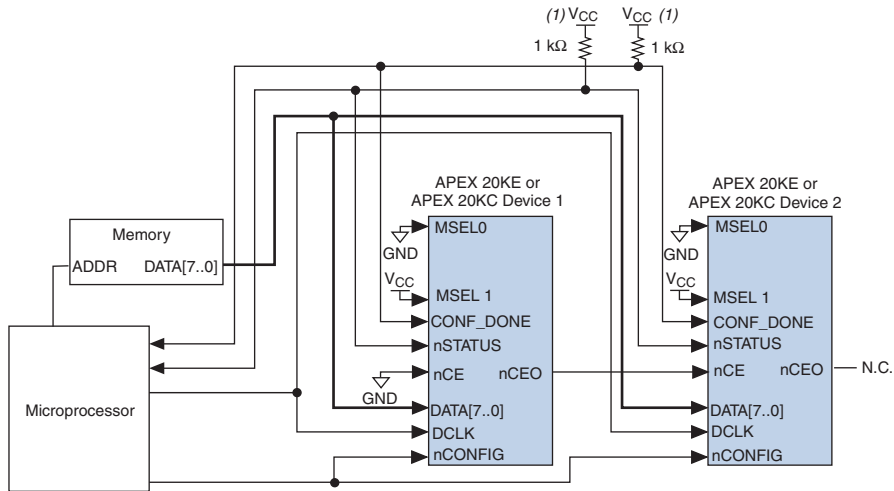 (1) VCC VCC (1)
1 kΩ 1 kΩ
APEX 20KE or
APEX 20KC Device 1
APEX 20KE or
APEX 20KC Device 2
Memory
ADDR DATA[7..0]
Microprocessor
GND
MSEL0
VCC
MSEL 1
CONF_DONE
nSTATUS
nCE nCEO
GND
DATA[7..0]
DCLK
nCONFIG
GND
MSEL0
VCC
MSEL 1
CONF_DONE
nSTATUS
nCE nCEO
N.C.
DATA[7..0]
DCLK
nCONFIG